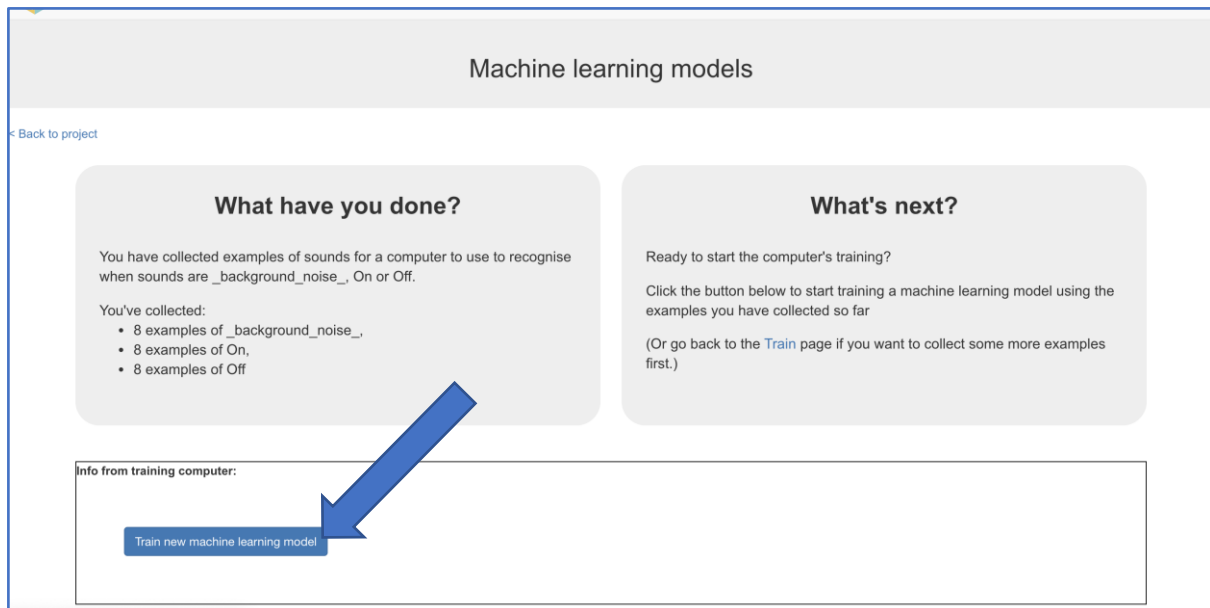 Machine learning models
< Back to project
What have you done?
You have collected examples of sounds for a computer to use to recognise
when sounds are _background_noise_, On or Off.
You've collected:
• 8 examples of _background_noise_,
• 8 examples of On,
• 8 examples of Off
What's next?
Ready to start the computer's training?
Click the button below to start training a machine learning model using the
examples you have collected so far
(Or go back to the Train page if you want to collect some more examples
first.)
Info from training computer:
Train new machine learning model